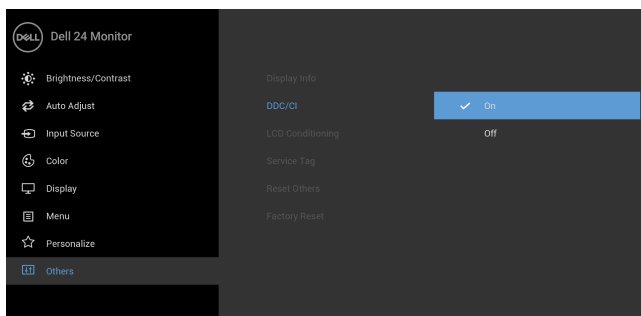 DELL
Dell 24 Monitor
Brightness/Contrast
Auto Adjust
Input Source
Color
Display
Menu
Personalize
Others
Display Info
DDC/CI
LCD Conditioning
Service Tag
Reset Others
Factory Reset
On
Off